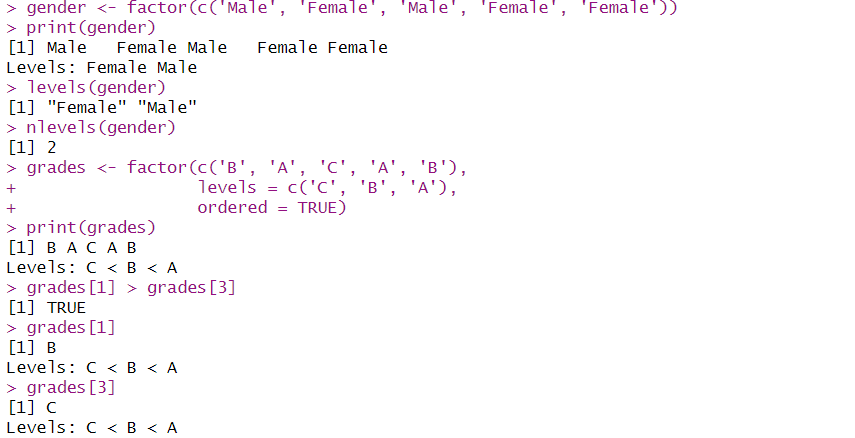 > gender <- factor(c('Male', 'Female', 'Male', 'Female', 'Female'))
> print(gender)
[1] Male   Female Male   Female Female
Levels: Female Male
> levels(gender)
[1] "Female" "Male"
> nlevels(gender)
[1] 2
> grades <- factor(c('B', 'A', 'C', 'A', 'B'),
+                  levels = c('C', 'B', 'A'),
+                  ordered = TRUE)
> print(grades)
[1] B A C A B
Levels: C < B < A
> grades[1] > grades[3]
[1] TRUE
> grades[1]
[1] B
Levels: C < B < A
> grades[3]
[1] C
Levels: C < B < A